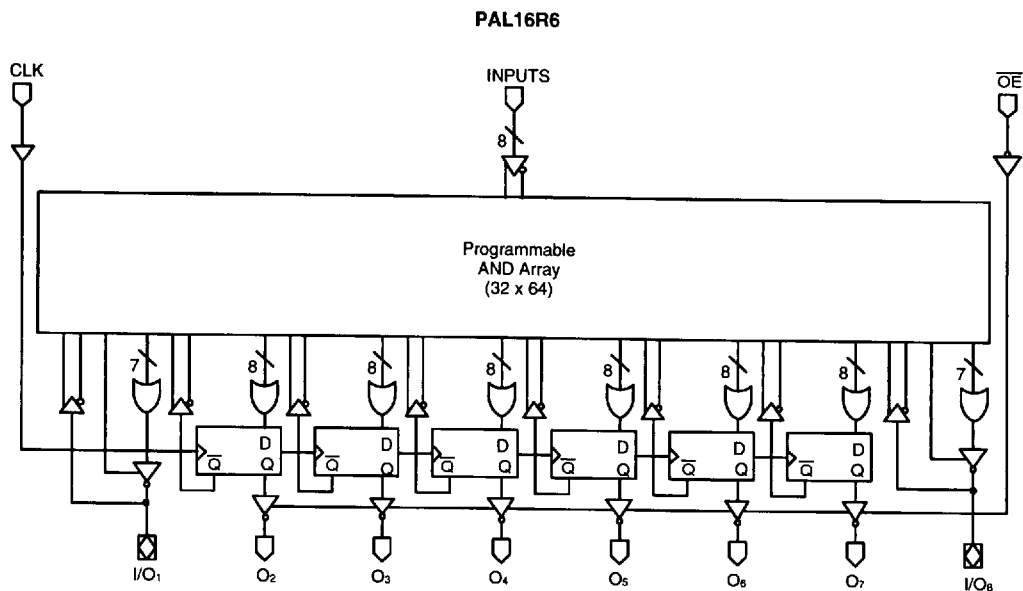 PAL16R6
CLK
INPUTS
OE
8
Programmable
AND Array
(32 x 64)
7 8 8 8 8 8 8 7
D D D D D D
Q Q Q Q Q Q Q Q Q Q Q Q
I/O1 O2 O3 O4 O5 O6 O7 I/O8